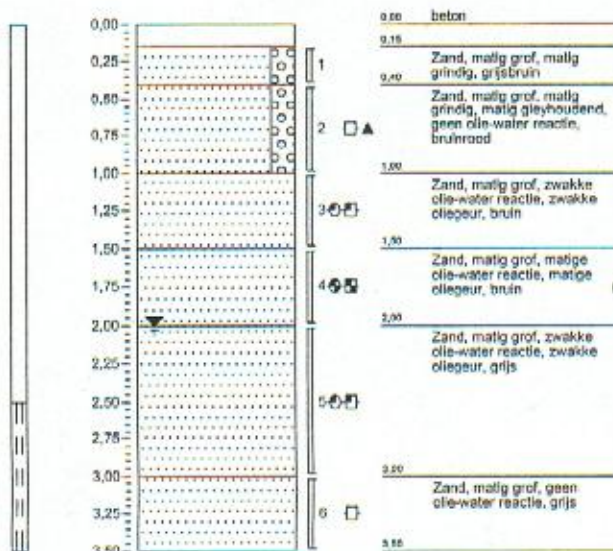 0,00
0,25
0,50
0,75
1,00
1,25
1,50
1,75
2,00
2,25
2,50
2,75
3,00
3,25
3,50
1
2
3
4
5
6
0,00 beton
0,15
Zand, matig grof, matig
grindig, grijsbruin
0,40
Zand, matig grof, matig
grindig, matig gleyhoudend,
geen olie-water reactie,
bruinrood
1,00
Zand, matig grof, zwakke
olie-water reactie, zwakke
oliegeur, bruin
1,50
Zand, matig grof, matige
olie-water reactie, matige
oliegeur, bruin
2,00
Zand, matig grof, zwakke
olie-water reactie, zwakke
oliegeur, grijs
3,00
Zand, matig grof, geen
olie-water reactie, grijs
3,50